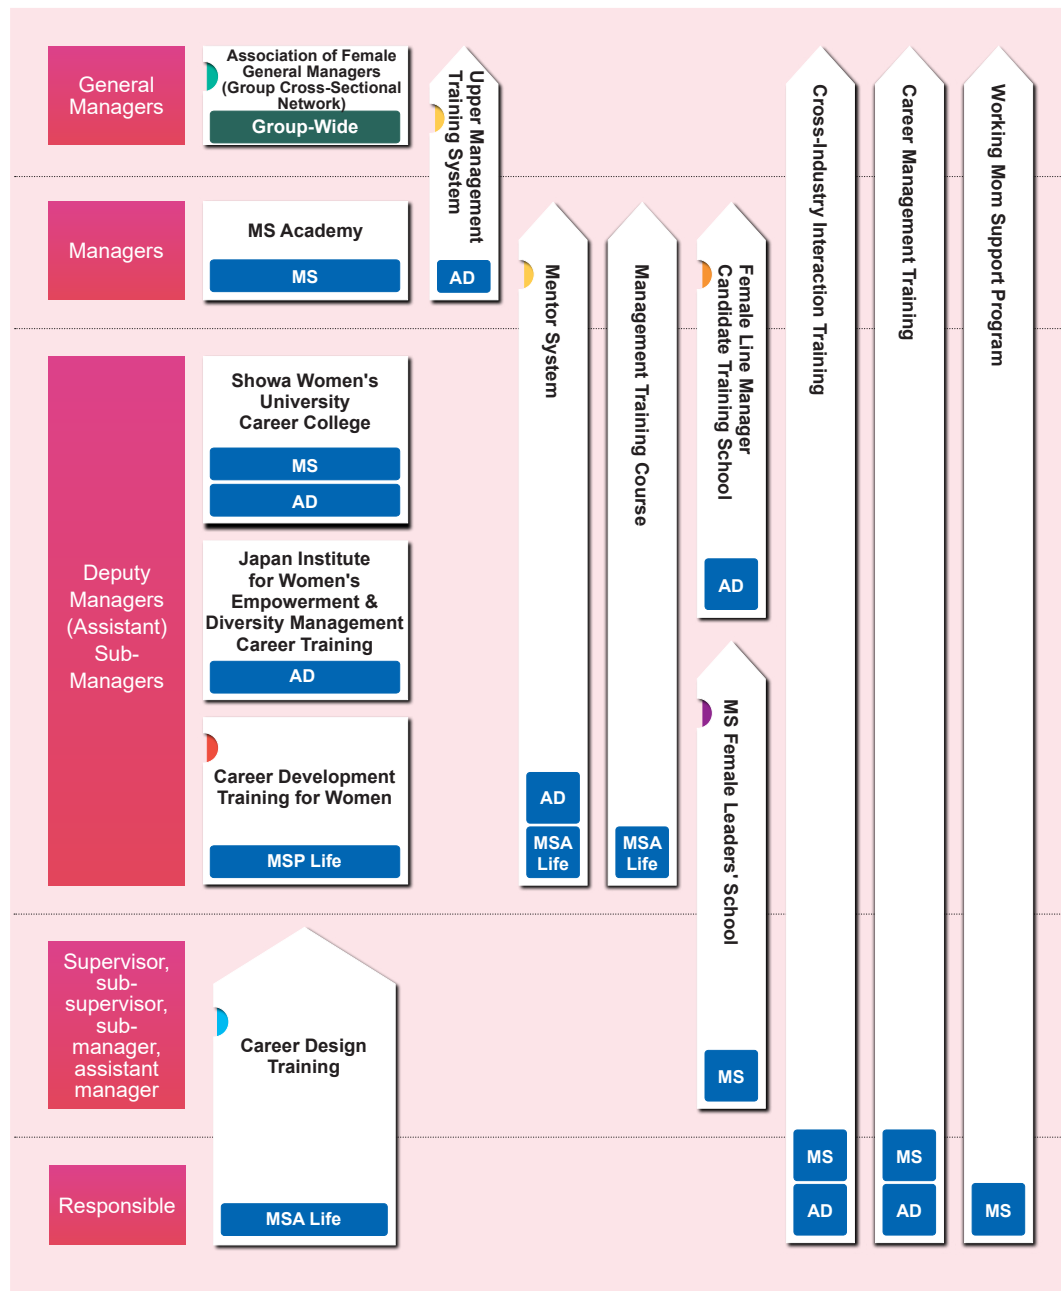 General
Managers
Association of Female
General Managers
(Group Cross-Sectional
Network)
Group-Wide
Upper Management
Training System
AD
Managers
MS Academy
MS
Mentor System
AD
MSA
Life
Management Training Course
MSA
Life
Female Line Manager
Candidate Training School
AD
MS Female Leaders' School
MS
Cross-Industry Interaction Training
MS
AD
Career Management Training
MS
AD
Working Mom Support Program
MS
Deputy
Managers
(Assistant)
Sub-
Managers
Showa Women's
University
Career College
MS
AD
Japan Institute
for Women's
Empowerment &
Diversity Management
Career Training
AD
Career Development
Training for Women
MSP Life
Supervisor,
sub-
supervisor,
sub-
manager,
assistant
manager
Career Design
Training
MSA Life
Responsible